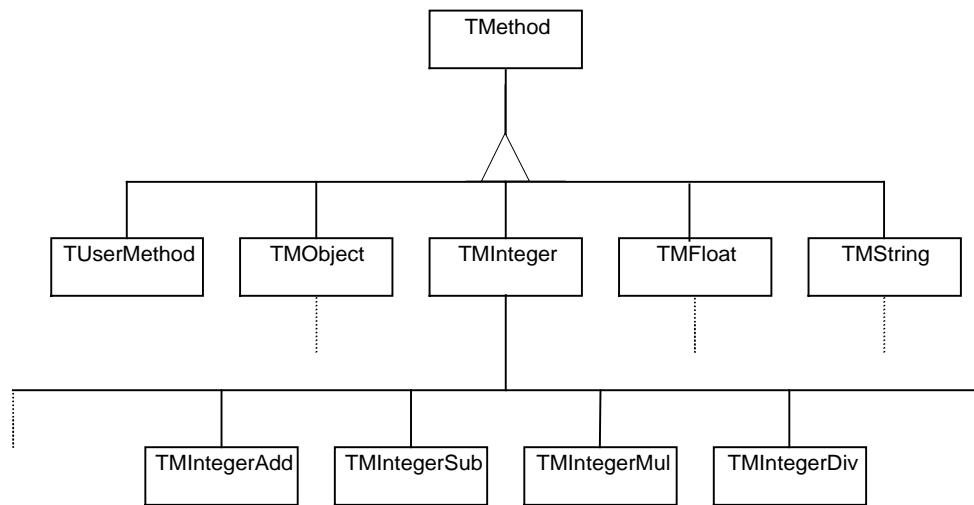 TMethod
TUserMethod
TMObject
TMInteger
TMFloat
TMString
TMIntegerAdd
TMIntegerSub
TMIntegerMul
TMIntegerDiv